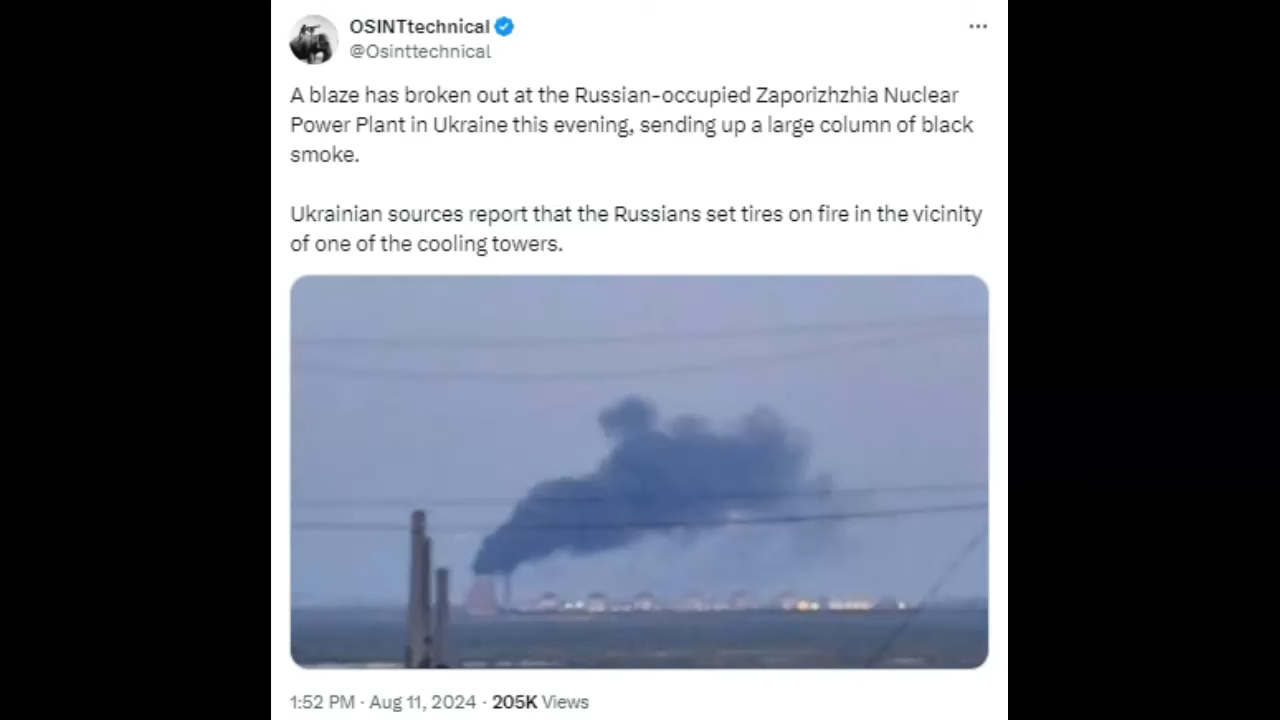 OSINTtechnical
@Osinttechnical
A blaze has broken out at the Russian-occupied Zaporizhzhia Nuclear
Power Plant in Ukraine this evening, sending up a large column of black
smoke.
Ukrainian sources report that the Russians set tires on fire in the vicinity
of one of the cooling towers.
1:52 PM · Aug 11, 2024 · 205K Views